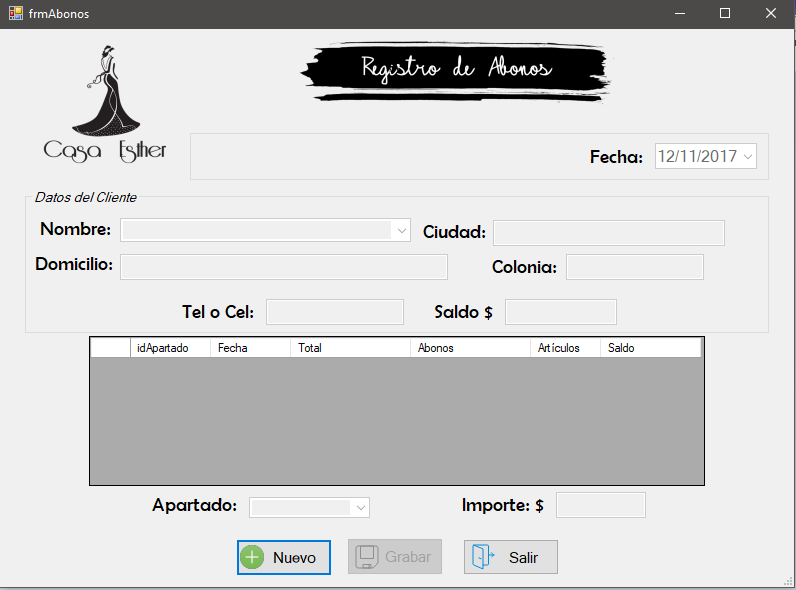 frmAbonos
Registro de Abonos
Casa Esther
Fecha: 12/11/2017
Datos del Cliente
Nombre: Ciudad:
Domicilio: Colonia:
Tel o Cel: Saldo $
idApartado Fecha Total Abonos Artículos Saldo
Apartado: Importe: $
Nuevo Grabar Salir